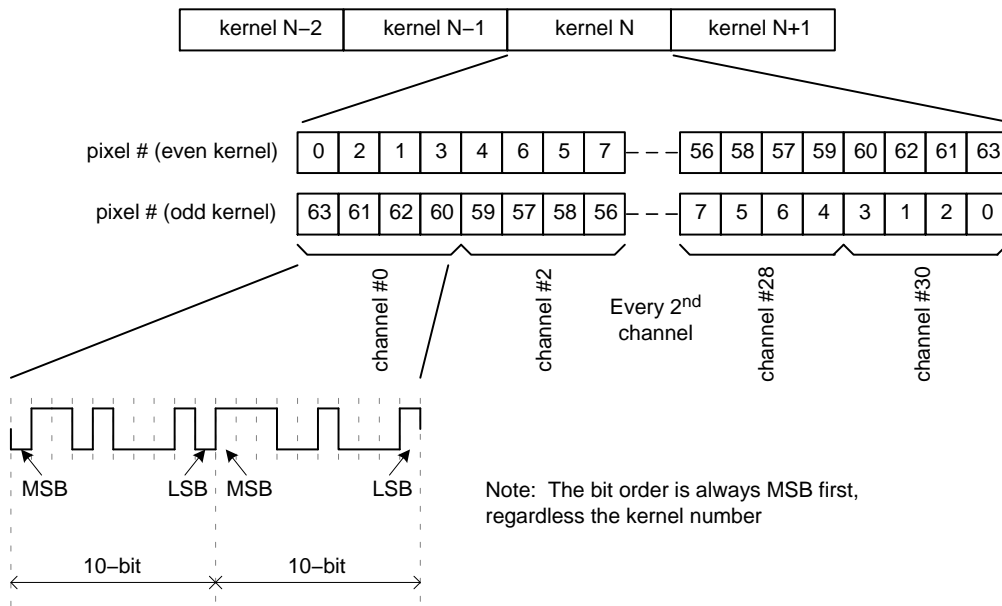 kernel N−2 kernel N−1 kernel N kernel N+1
pixel # (even kernel) 0 2 1 3 4 6 5 7 56 58 57 59 60 62 61 63
pixel # (odd kernel) 63 61 62 60 59 57 58 56 7 5 6 4 3 1 2 0
channel #0
channel #2
Every 2nd
channel
channel #28
channel #30
MSB LSB MSB LSB
Note: The bit order is always MSB first,
regardless the kernel number
10−bit 10−bit